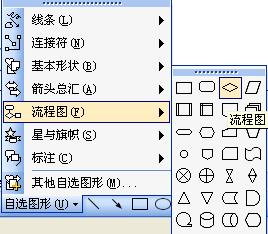 线条(L)
连接符(N)
基本形状(B)
箭头总汇(A)
流程图(F)
流程图
星与旗帜(S)
标注(C)
其他自选图形(M)...
自选图形(U)